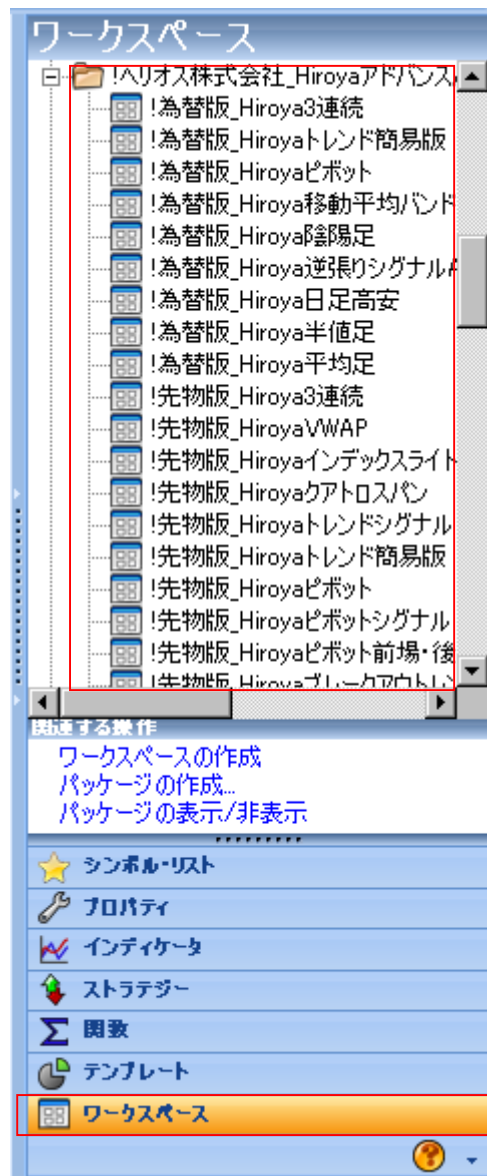 ワークスペース
!ヘリオス株式会社_Hiroyaアドバンス
!為替版_Hiroya3連続
!為替版_Hiroyaトレンド簡易版
!為替版_Hiroyaピボット
!為替版_Hiroya移動平均バンド
!為替版_Hiroya陰陽足
!為替版_Hiroya逆張りシグナルA
!為替版_Hiroya日足高安
!為替版_Hiroya半値足
!為替版_Hiroya平均足
!先物版_Hiroya3連続
!先物版_HiroyaVWAP
!先物版_Hiroyaインデックスライト
!先物版_Hiroyaクアトロスパン
!先物版_Hiroyaトレンドシグナル
!先物版_Hiroyaトレンド簡易版
!先物版_Hiroyaピボット
!先物版_Hiroyaピボットシグナル
!先物版_Hiroyaピボット前場・後
!先物版_Hiroyaブレークアウトレン
関連する操作
ワークスペースの作成
パッケージの作成...
パッケージの表示/非表示
シンボル・リスト
プロパティ
インディケータ
ストラテジー
関数
テンプレート
ワークスペース